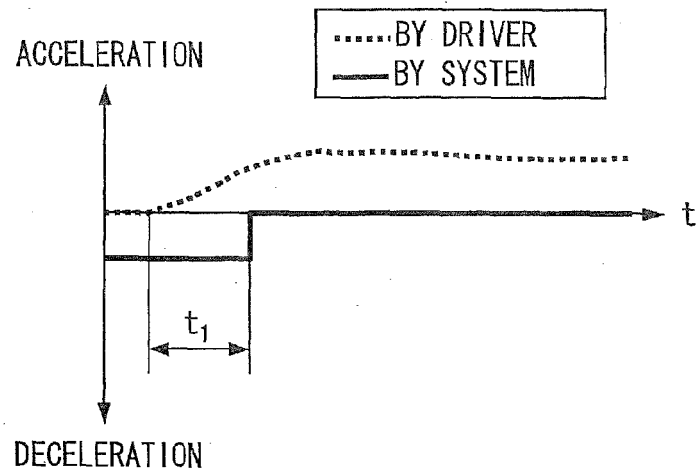 BY DRIVER
BY SYSTEM
ACCELERATION
t
t1
DECELERATION